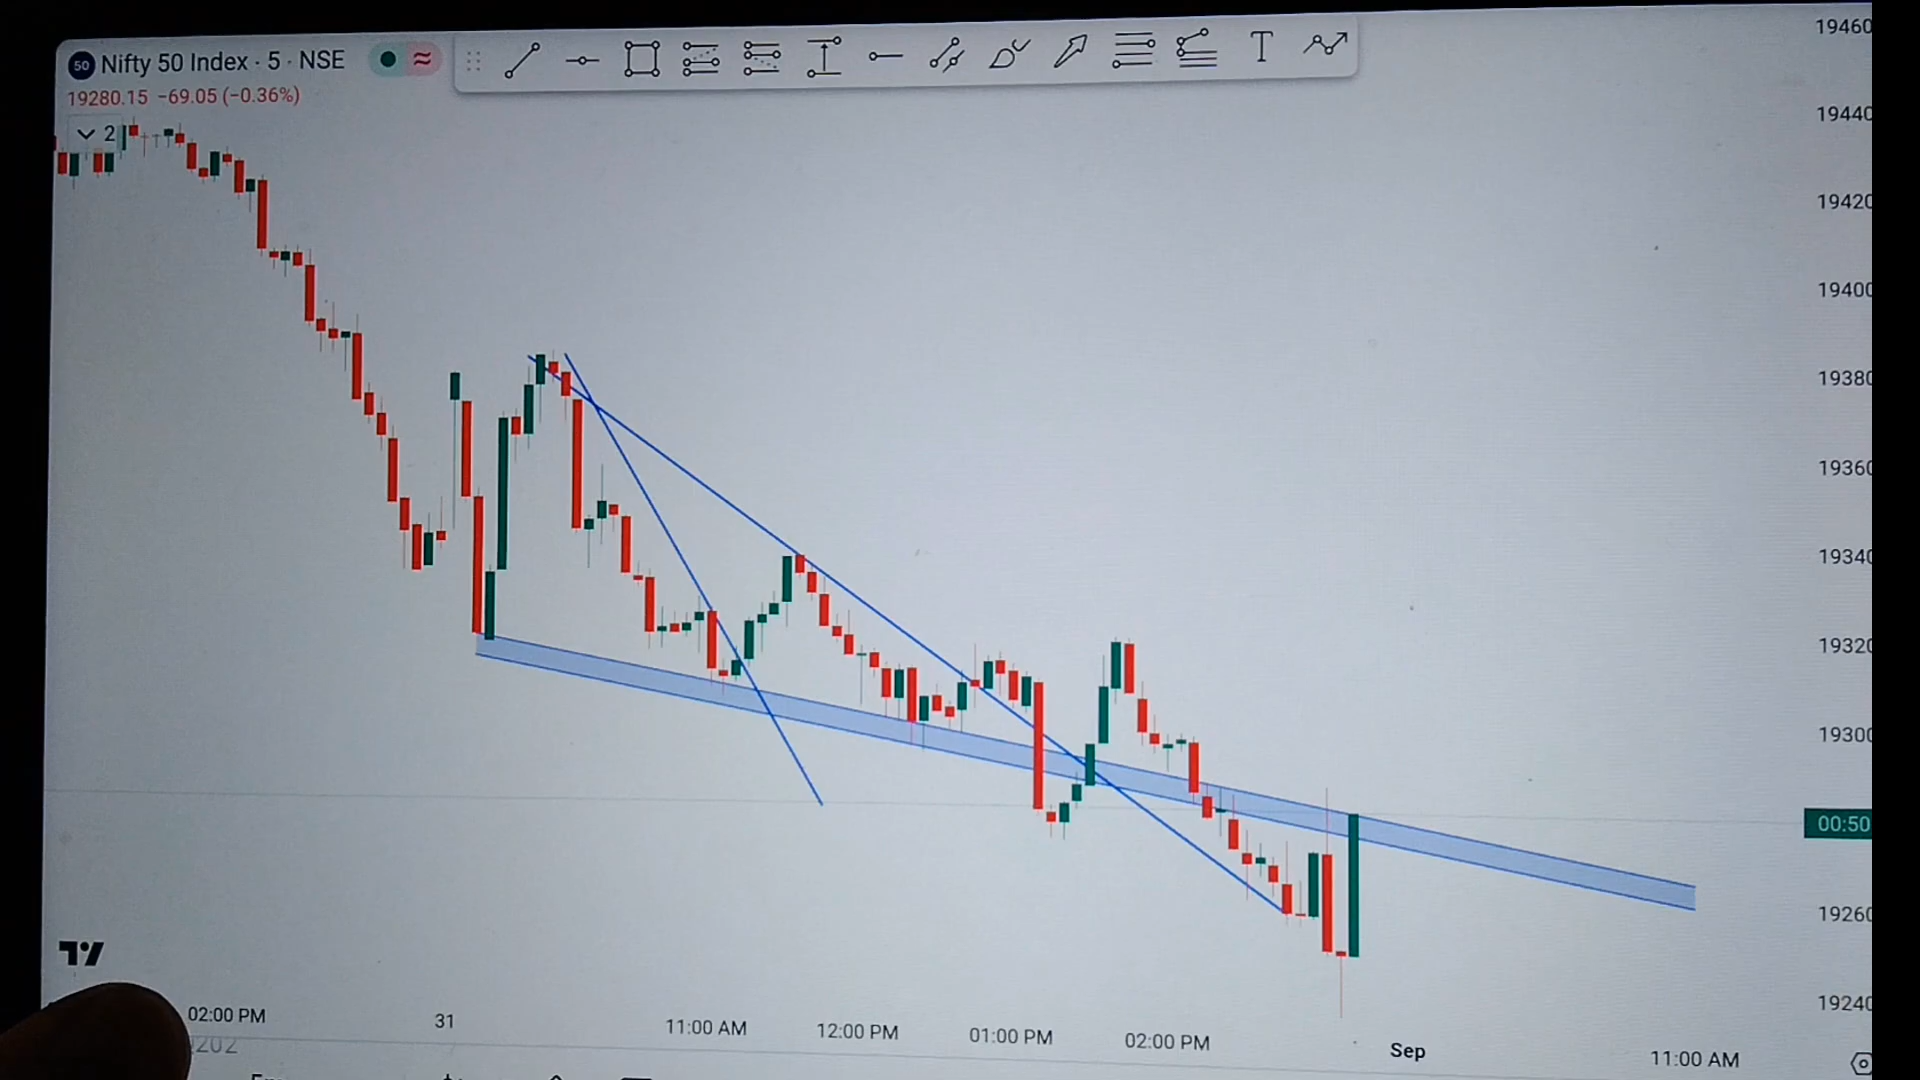 50 Nifty 50 Index · 5 · NSE
19280.15 −69.05 (−0.36%)
2
T
19460
19440
19420
19400
19380
19360
19340
19320
19300
00:50
19260
19240
02:00 PM
31
11:00 AM
12:00 PM
01:00 PM
02:00 PM
Sep
11:00 AM